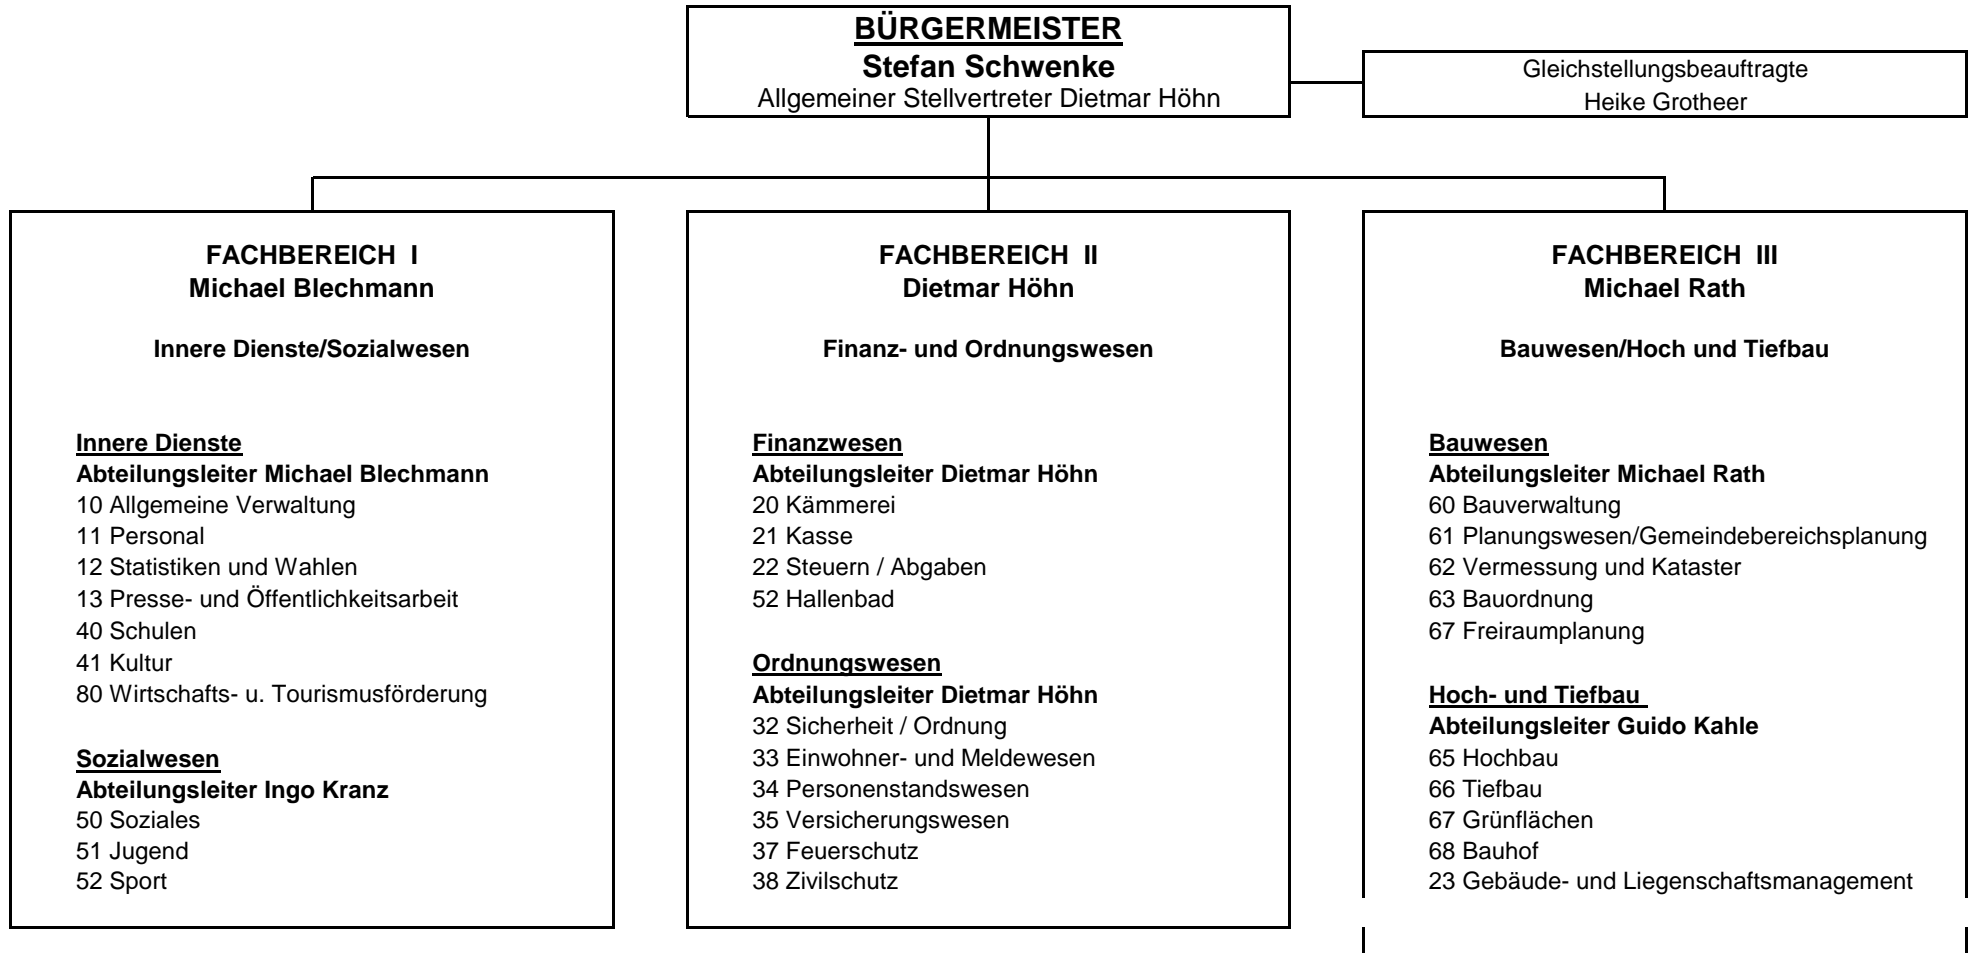 BÜRGERMEISTER
Stefan Schwenke
Allgemeiner Stellvertreter Dietmar Höhn
Gleichstellungsbeauftragte
Heike Grotheer
FACHBEREICH I
Michael Blechmann
Innere Dienste/Sozialwesen
Innere Dienste
Abteilungsleiter Michael Blechmann
10 Allgemeine Verwaltung
11 Personal
12 Statistiken und Wahlen
13 Presse- und Öffentlichkeitsarbeit
40 Schulen
41 Kultur
80 Wirtschafts- u. Tourismusförderung
Sozialwesen
Abteilungsleiter Ingo Kranz
50 Soziales
51 Jugend
52 Sport
FACHBEREICH II
Dietmar Höhn
Finanz- und Ordnungswesen
Finanzwesen
Abteilungsleiter Dietmar Höhn
20 Kämmerei
21 Kasse
22 Steuern / Abgaben
52 Hallenbad
Ordnungswesen
Abteilungsleiter Dietmar Höhn
32 Sicherheit / Ordnung
33 Einwohner- und Meldewesen
34 Personenstandswesen
35 Versicherungswesen
37 Feuerschutz
38 Zivilschutz
FACHBEREICH III
Michael Rath
Bauwesen/Hoch und Tiefbau
Bauwesen
Abteilungsleiter Michael Rath
60 Bauverwaltung
61 Planungswesen/Gemeindebereichsplanung
62 Vermessung und Kataster
63 Bauordnung
67 Freiraumplanung
Hoch- und Tiefbau
Abteilungsleiter Guido Kahle
65 Hochbau
66 Tiefbau
67 Grünflächen
68 Bauhof
23 Gebäude- und Liegenschaftsmanagement